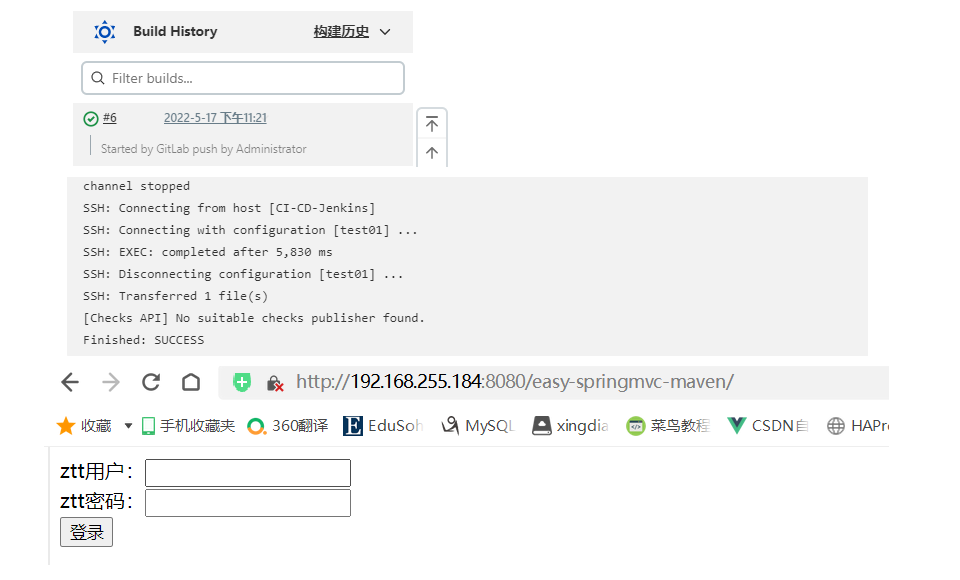 Build History 构建历史
Filter builds...
#6 2022-5-17 下午11:21
Started by GitLab push by Administrator
channel stopped
SSH: Connecting from host [CI-CD-Jenkins]
SSH: Connecting with configuration [test01] ...
SSH: EXEC: completed after 5,830 ms
SSH: Disconnecting configuration [test01] ...
SSH: Transferred 1 file(s)
[Checks API] No suitable checks publisher found.
Finished: SUCCESS
http://192.168.255.184:8080/easy-springmvc-maven/
收藏 手机收藏夹 360翻译 EduSoh MySQL xingdia 菜鸟教程 CSDN自 HAPr
ztt用户：
ztt密码：
登录